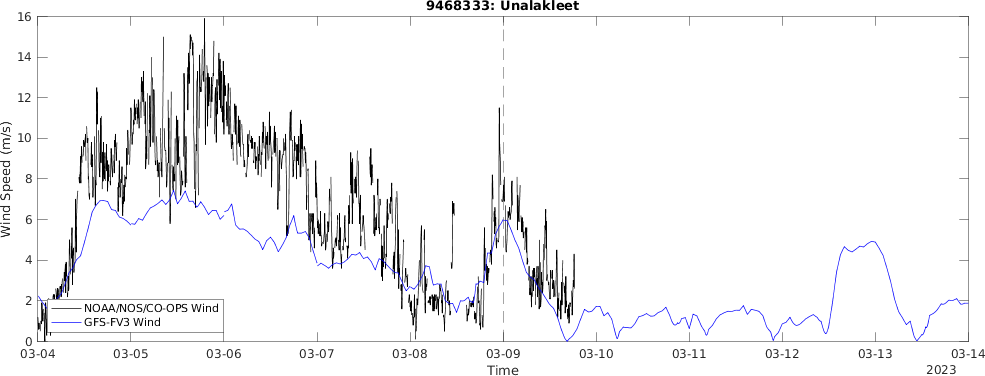 9468333: Unalakleet
Wind Speed (m/s)
16
14
12
10
8
6
4
2
0
NOAA/NOS/CO-OPS Wind
GFS-FV3 Wind
03-04 03-05 03-06 03-07 03-08 03-09 03-10 03-11 03-12 03-13 03-14
Time
2023